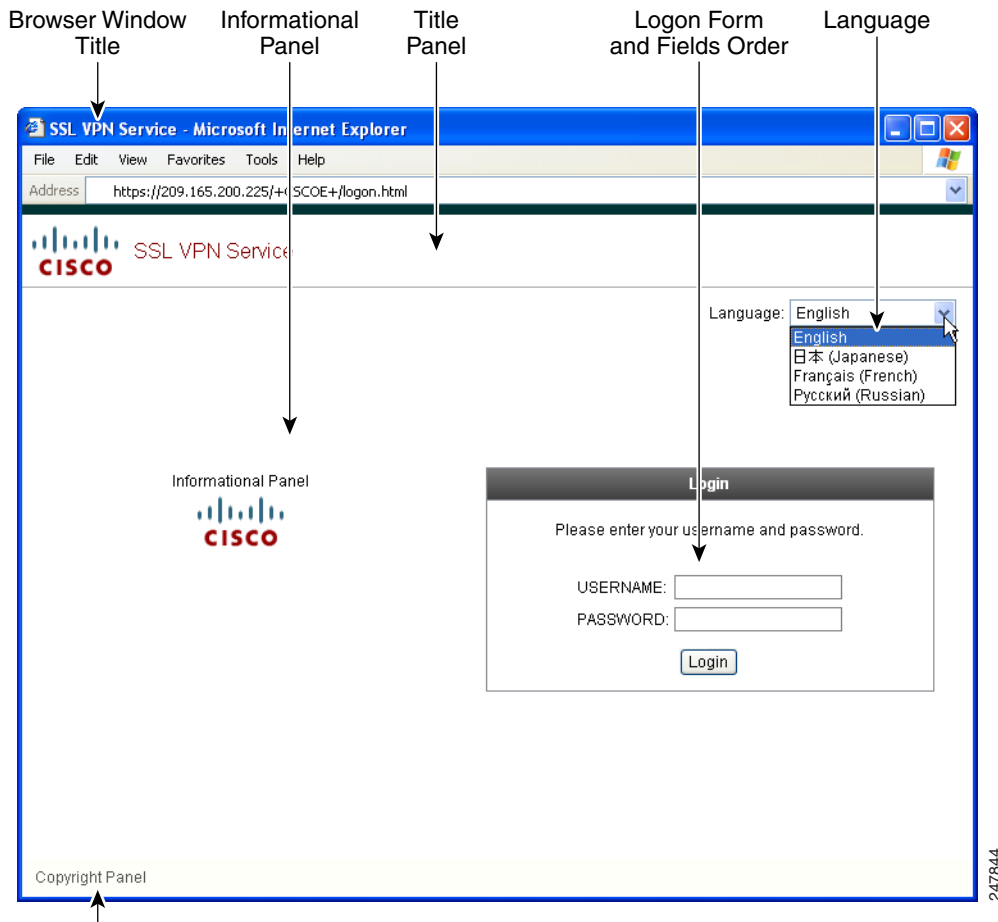 Browser Window Title
Informational Panel
Title Panel
Logon Form and Fields Order
Language
SSL VPN Service - Microsoft Internet Explorer
File Edit View Favorites Tools Help
Address https://209.165.200.225/+CSCOE+/logon.html
CISCO SSL VPN Service
Language: English
English
日本 (Japanese)
Français (French)
Русский (Russian)
Informational Panel
CISCO
Login
Please enter your username and password.
USERNAME:
PASSWORD:
Login
Copyright Panel
247844